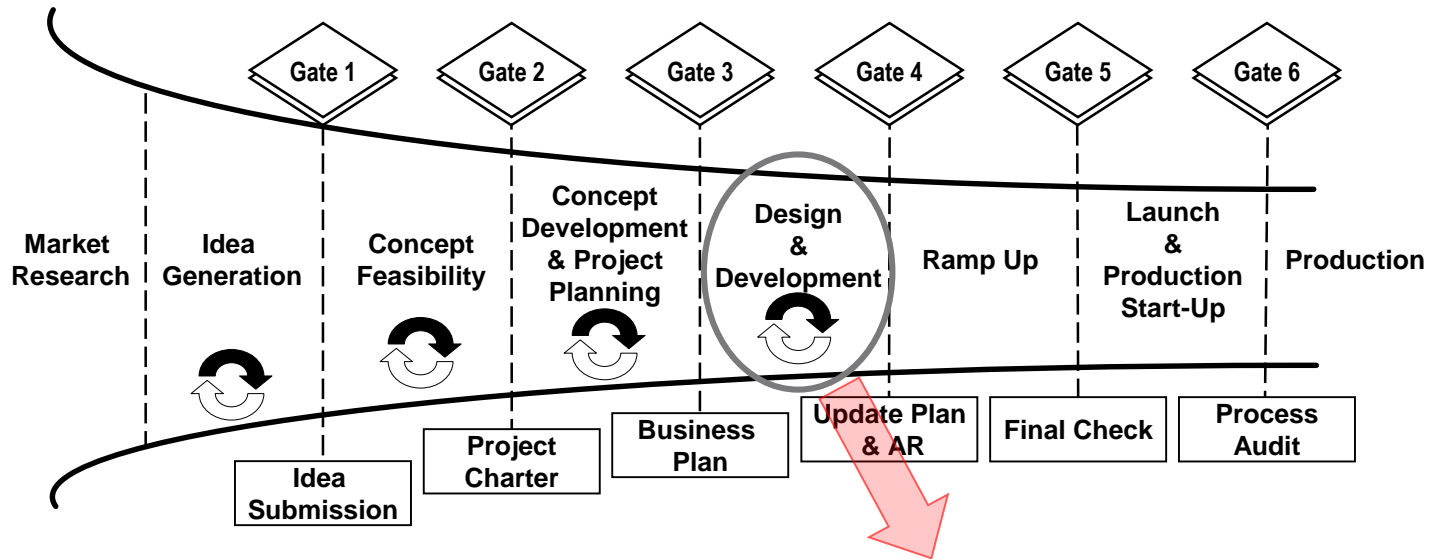 Gate 1
Gate 2
Gate 3
Gate 4
Gate 5
Gate 6
Market
Research
Idea
Generation
Concept
Feasibility
Concept
Development
& Project
Planning
Design
&
Development
Ramp Up
Launch
&
Production
Start-Up
Production
Idea
Submission
Project
Charter
Business
Plan
Update Plan
& AR
Final Check
Process
Audit